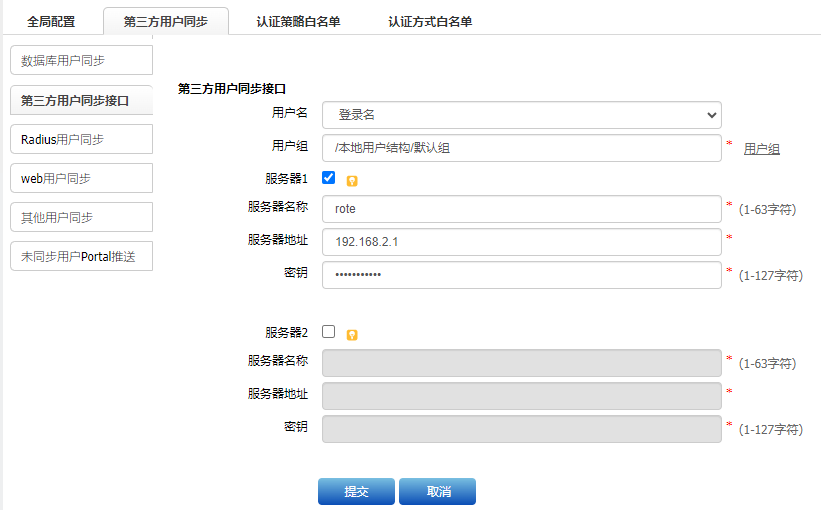 全局配置 第三方用户同步 认证策略白名单 认证方式白名单
数据库用户同步
第三方用户同步接口
Radius用户同步
web用户同步
其他用户同步
未同步用户Portal推送
第三方用户同步接口
用户名 登录名
用户组 /本地用户结构/默认组 * 用户组
服务器1
服务器名称 rote * (1-63字符)
服务器地址 192.168.2.1 *
密钥 ••••••••••• * (1-127字符)
服务器2
服务器名称 * (1-63字符)
服务器地址 *
密钥 * (1-127字符)
提交 取消